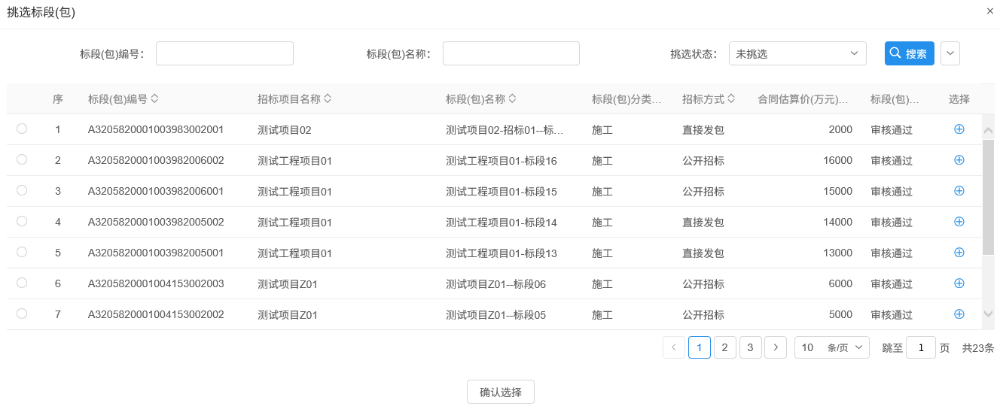 挑选标段(包)
标段(包)编号： 标段(包)名称： 挑选状态： 未挑选 搜索
序 标段(包)编号 招标项目名称 标段(包)名称 标段(包)分类... 招标方式 合同估算价(万元)... 标段(包)... 选择
1 A3205820001003983002001 测试项目02 测试项目02-招标01--标... 施工 直接发包 2000 审核通过
2 A3205820001003982006002 测试工程项目01 测试工程项目01-标段16 施工 公开招标 16000 审核通过
3 A3205820001003982006001 测试工程项目01 测试工程项目01-标段15 施工 公开招标 15000 审核通过
4 A3205820001003982005002 测试工程项目01 测试工程项目01-标段14 施工 直接发包 14000 审核通过
5 A3205820001003982005001 测试工程项目01 测试工程项目01-标段13 施工 直接发包 13000 审核通过
6 A3205820001004153002003 测试项目Z01 测试项目Z01--标段06 施工 公开招标 6000 审核通过
7 A3205820001004153002002 测试项目Z01 测试项目Z01--标段05 施工 公开招标 5000 审核通过
1 2 3 10 条/页 跳至 1 页 共23条
确认选择